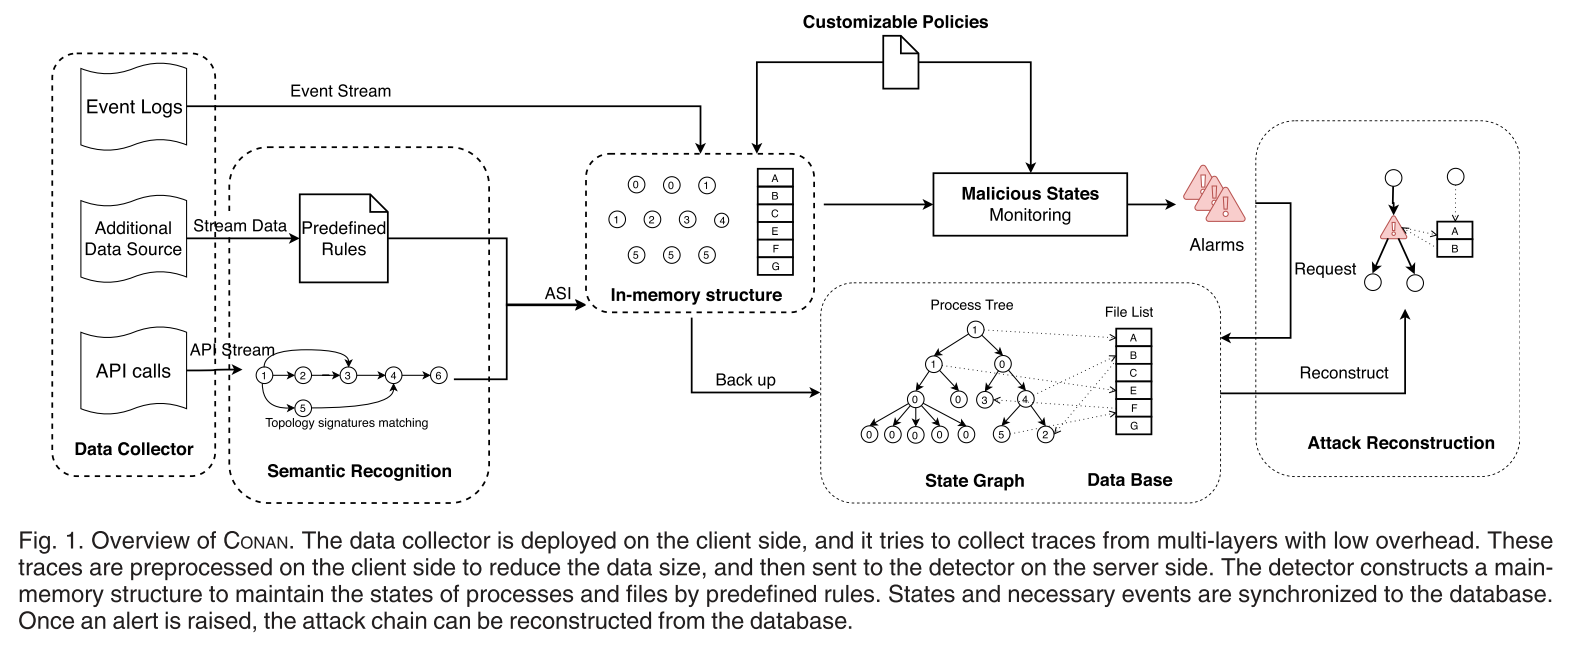 Customizable Policies
Event Logs
Event Stream
Additional
Data Source
Stream Data
Predefined
Rules
API calls
API Stream
1 2 3 4 6
5
Topology signatures matching
Data Collector
Semantic Recognition
ASI
0 0 1
1 2 3 4
5 5 5
A
B
C
E
F
G
In-memory structure
Malicious States
Monitoring
Alarms
Request
Back up
Process Tree
File List
1
1 0
0 0 3 4
0 0 0 0 0 5 2
A
B
C
E
F
G
State Graph
Data Base
Reconstruct
A
B
Attack Reconstruction
Fig. 1. Overview of CONAN. The data collector is deployed on the client side, and it tries to collect traces from multi-layers with low overhead. These
traces are preprocessed on the client side to reduce the data size, and then sent to the detector on the server side. The detector constructs a main-
memory structure to maintain the states of processes and files by predefined rules. States and necessary events are synchronized to the database.
Once an alert is raised, the attack chain can be reconstructed from the database.